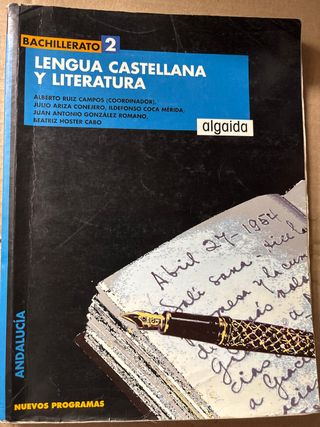 BACHILLERATO 2
LENGUA CASTELLANA
Y LITERATURA
ALBERTO RUIZ CAMPOS (COORDINADOR),
JULIO ARIZA CONEJERO, ILDEFONSO COCA MÉRIDA,
JUAN ANTONIO GONZÁLEZ ROMANO,
BEATRIZ HOSTER CABO
algaida
Abril 27-1954
sana
ANDALUCÍA
NUEVOS PROGRAMAS